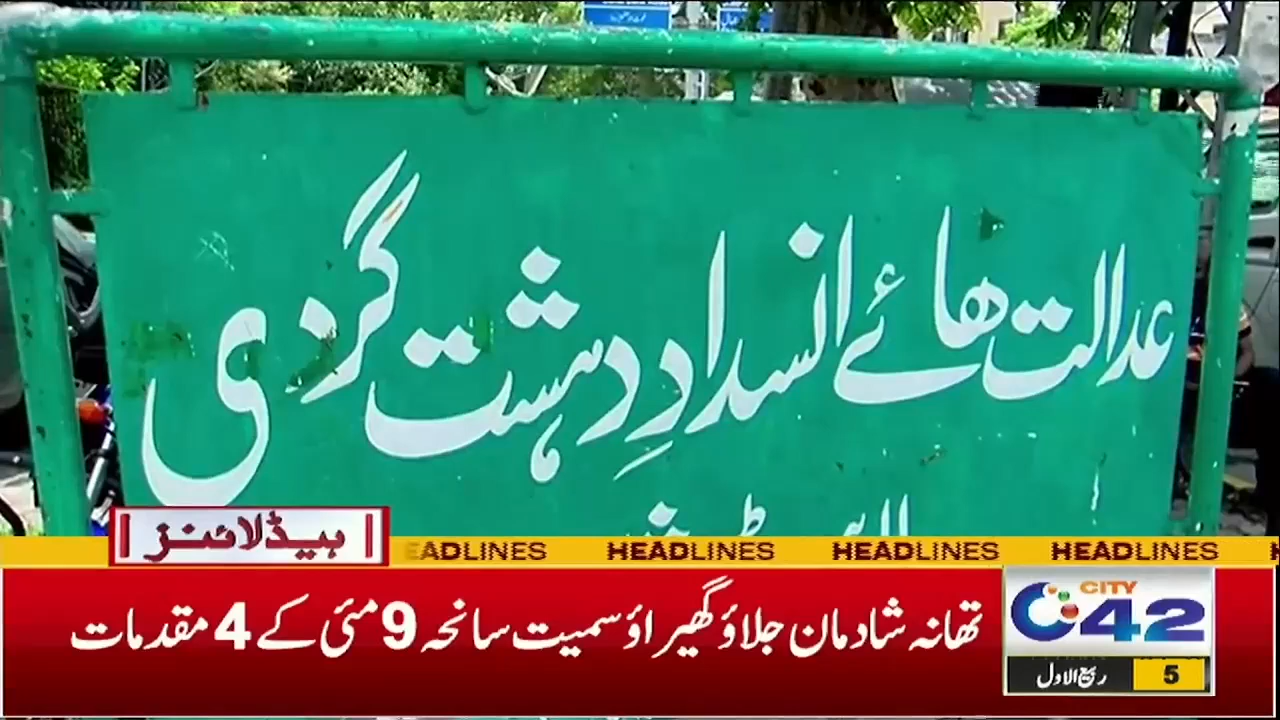 عدالت ھائے انسدادِ دہشت گردی
ہیڈلائنز
EADLINES HEADLINES HEADLINES HEADLINES
تھانہ شادمان جلاؤ گھیراؤ سمیت سانحہ 9 مئی کے 4 مقدمات
CITY
42
5 ربیع الاول